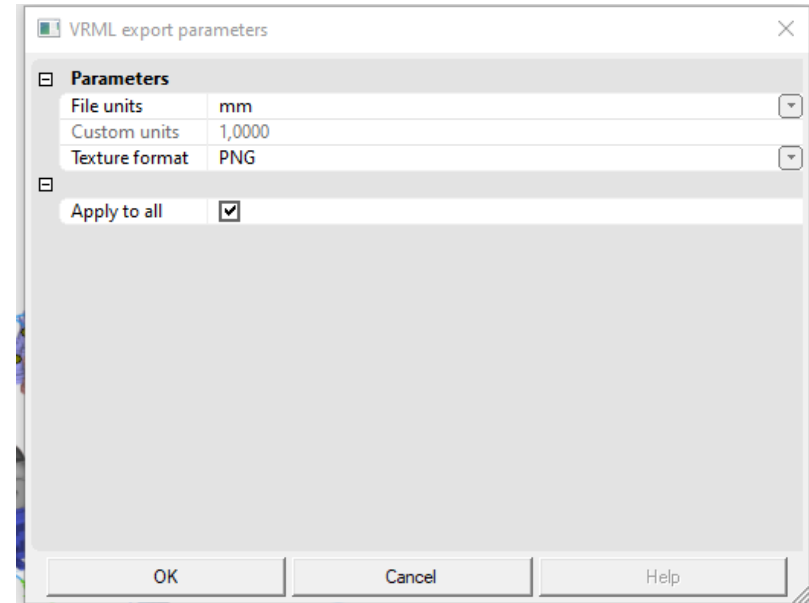 VRML export parameters
Parameters
File units mm
Custom units 1,0000
Texture format PNG
Apply to all
OK Cancel Help